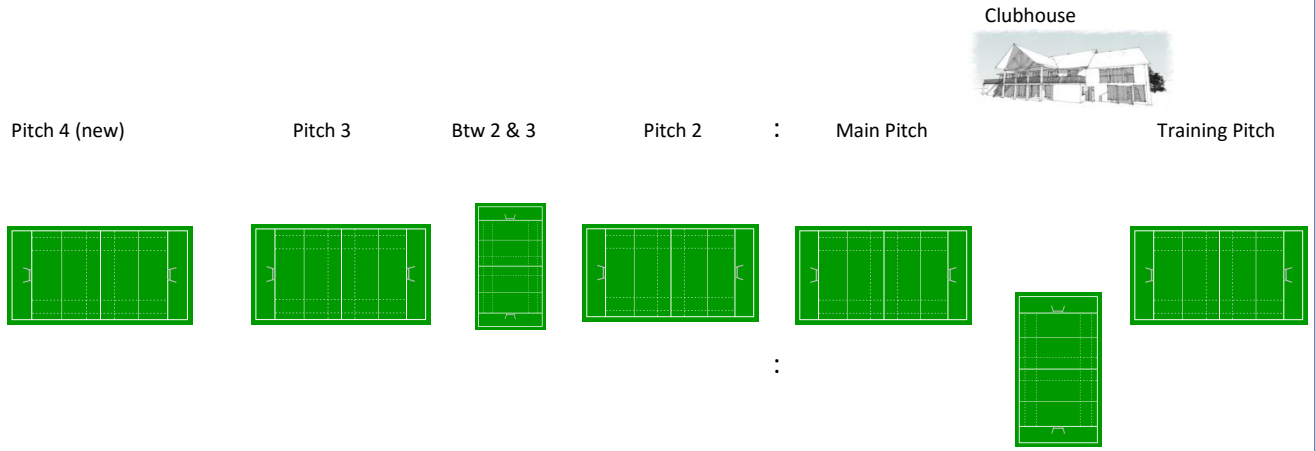 Clubhouse
Pitch 4 (new) Pitch 3 Btw 2 & 3 Pitch 2 : Main Pitch Training Pitch
: